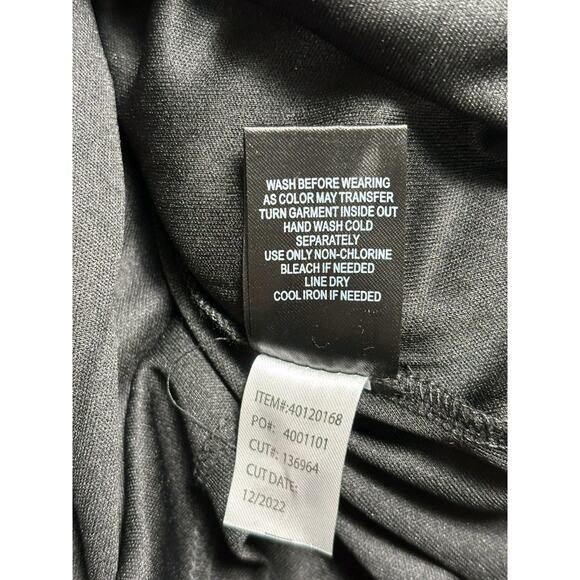 WASH BEFORE WEARING
AS COLOR MAY TRANSFER
TURN GARMENT INSIDE OUT
HAND WASH COLD
SEPARATELY
USE ONLY NON-CHLORINE
BLEACH IF NEEDED
LINE DRY
COOL IRON IF NEEDED
ITEM#:40120168
PO#: 4001101
CUT#: 136964
CUT DATE:
12/2022